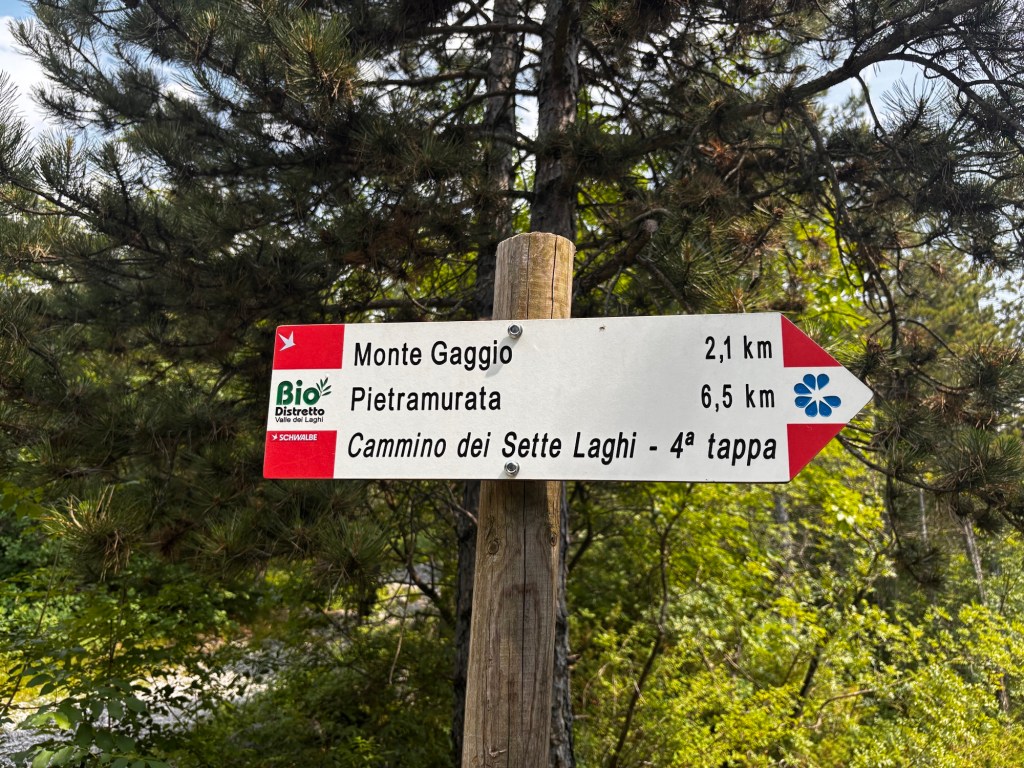 Monte Gaggio 2,1 km
Bio
Distretto
Valle dei Laghi
Pietramurata 6,5 km
SCHWALBE
Cammino dei Sette Laghi - 4ª tappa